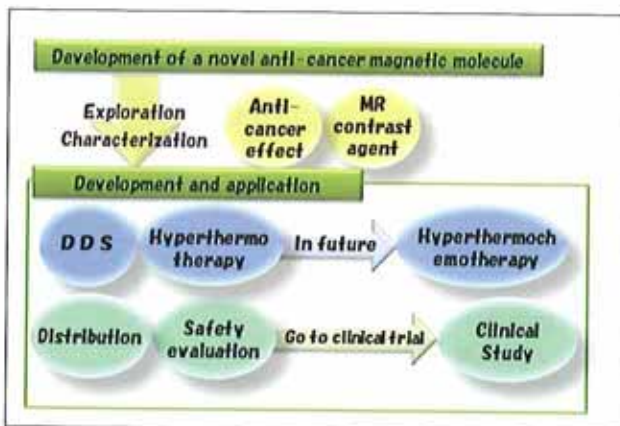 Development of a novel anti-cancer magnetic molecule
Exploration
Characterization
Anti-
cancer
effect
MR
contrast
agent
Development and application
DDS
Hyperthermo
therapy
In future
Hyperthermoch
emotherapy
Distribution
Safety
evaluation
Go to clinical trial
Clinical
Study